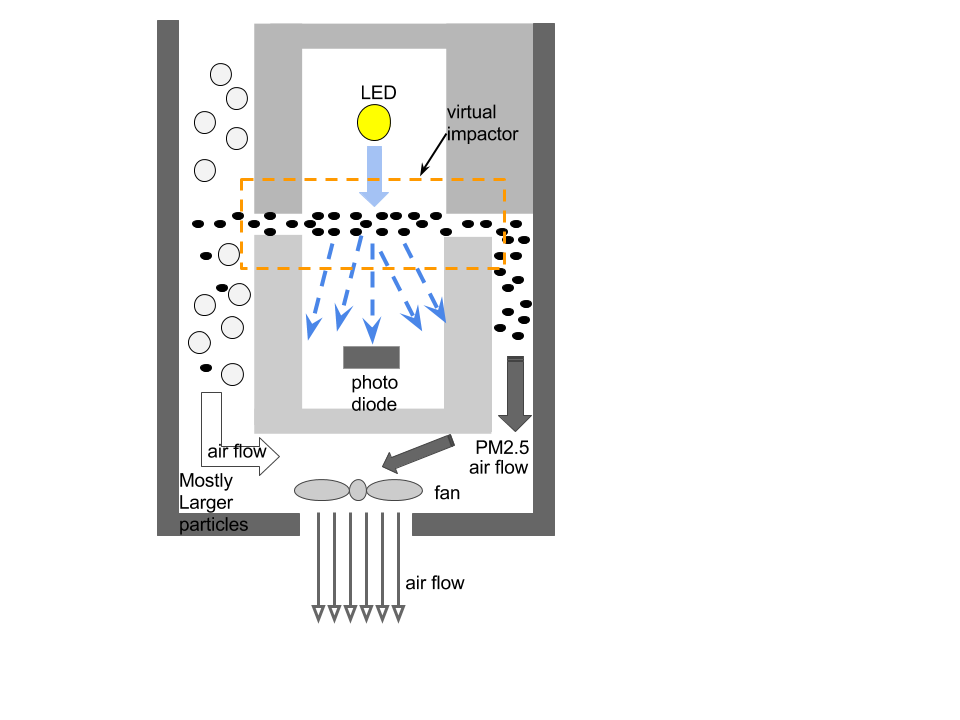 LED
virtual
impactor
photo
diode
air flow
PM2.5
air flow
Mostly
Larger
particles
fan
air flow